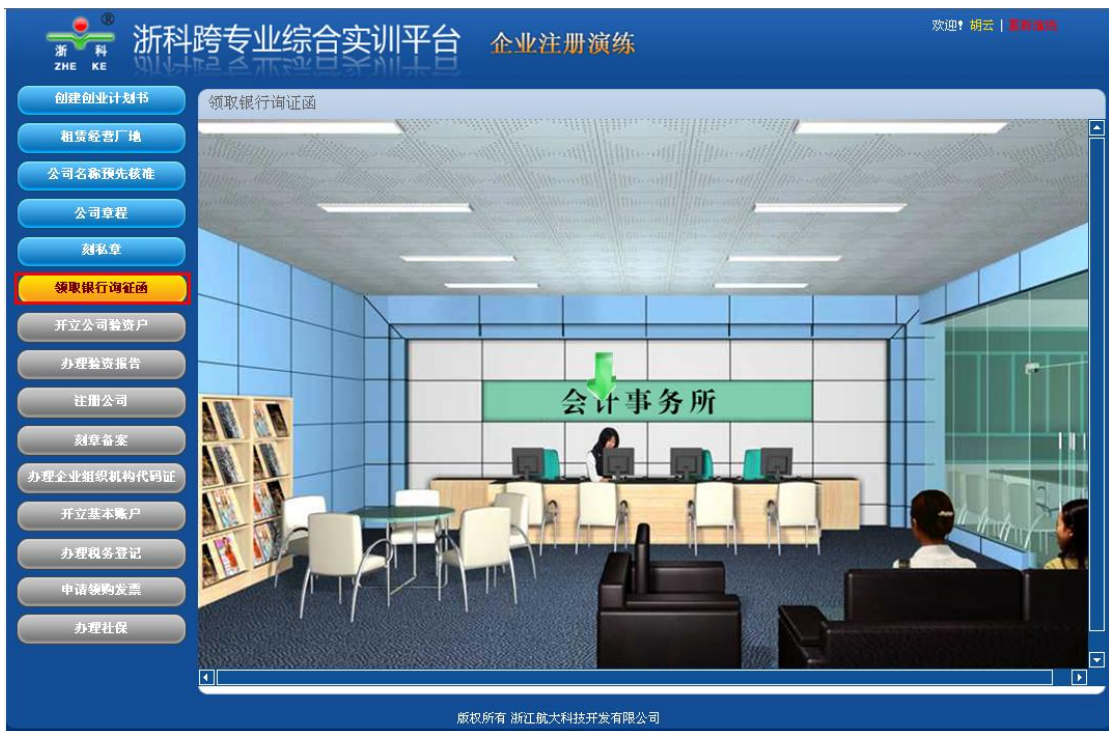 浙科
ZHE KE
®
浙科跨专业综合实训平台
企业注册演练
欢迎! 胡云 | 重新演练
创建创业计划书
租赁经营厂地
公司名称预先核准
公司章程
刻私章
领取银行询征函
开立公司验资户
办理验资报告
注册公司
刻章备案
办理企业组织机构代码证
开立基本账户
办理税务登记
申请领购发票
办理社保
领取银行询证函
会计事务所
版权所有 浙江航大科技开发有限公司